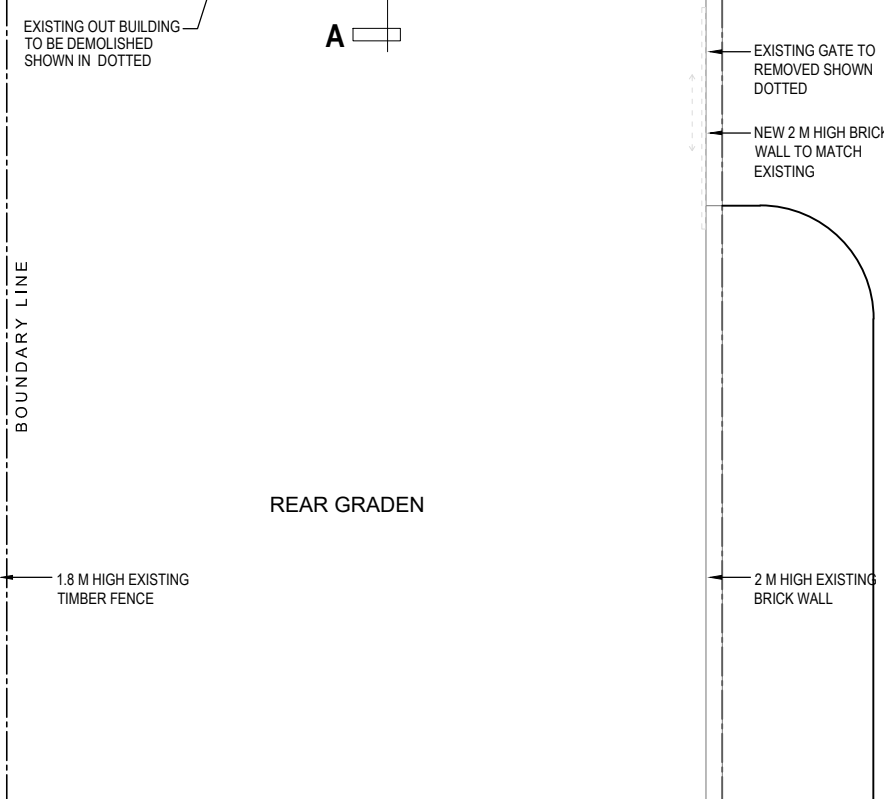 EXISTING OUT BUILDING
TO BE DEMOLISHED
SHOWN IN DOTTED
A
EXISTING GATE TO
REMOVED SHOWN
DOTTED
NEW 2 M HIGH BRICK
WALL TO MATCH
EXISTING
BOUNDARY LINE
REAR GRADEN
1.8 M HIGH EXISTING
TIMBER FENCE
2 M HIGH EXISTING
BRICK WALL